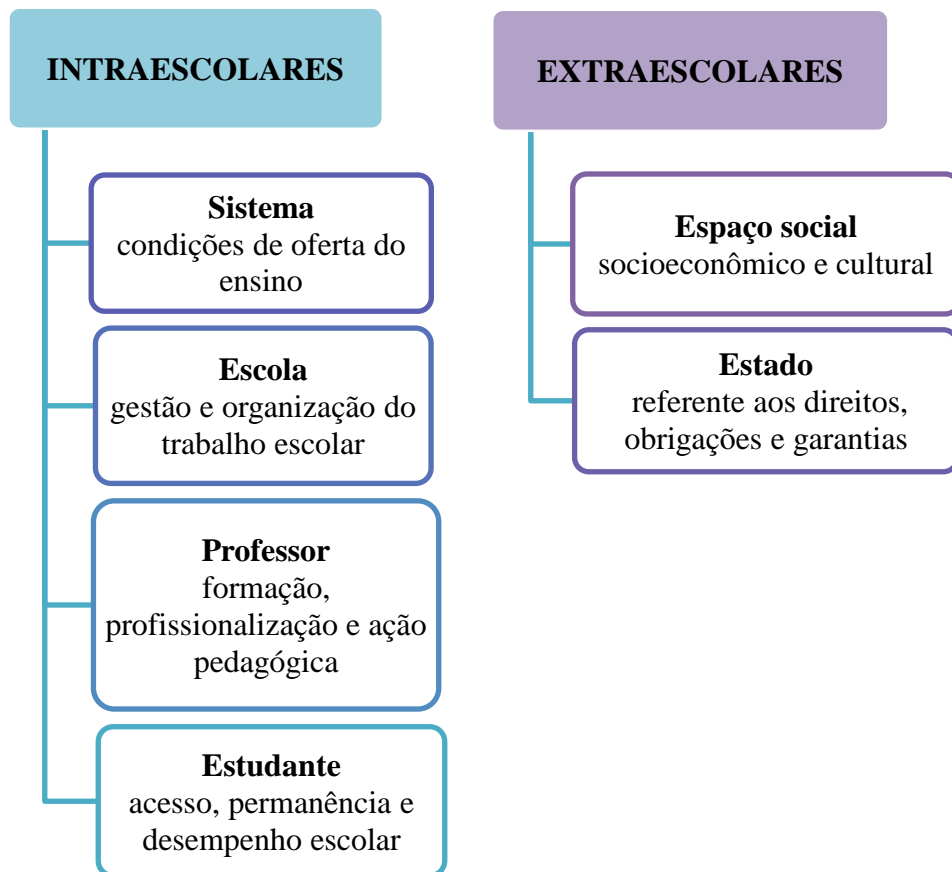 INTRAESCOLARES
Sistema
condições de oferta do
ensino
Escola
gestão e organização do
trabalho escolar
Professor
formação,
profissionalização e ação
pedagógica
Estudante
acesso, permanência e
desempenho escolar
EXTRAESCOLARES
Espaço social
socioeconômico e cultural
Estado
referente aos direitos,
obrigações e garantias